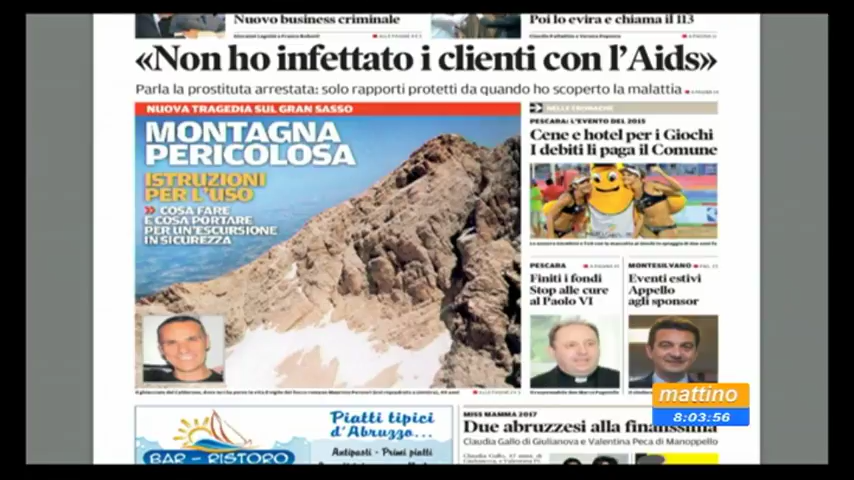 Nuovo business criminale
Poi lo evira e chiama il 113
«Non ho infettato i clienti con l'Aids»
Parla la prostituta arrestata: solo rapporti protetti da quando ho scoperto la malattia
NUOVA TRAGEDIA SUL GRAN SASSO
MONTAGNA
PERICOLOSA
ISTRUZIONI
PER L'USO
COSA FARE
E COSA PORTARE
PER UN'ESCURSIONE
IN SICUREZZA
NELLE CRONACHE
PESCARA: L'EVENTO DEL 2015
Cene e hotel per i Giochi
I debiti li paga il Comune
PESCARA
Finiti i fondi
Stop alle cure
al Paolo VI
MONTESILVANO
Eventi estivi
Appello
agli sponsor
mattino
8:03:56
Piatti tipici
d'Abruzzo...
Antipasti - Primi piatti
BAR - RISTORO
MISS MAMMA 2017
Due abruzzesi alla finalissima
Claudia Gallo di Giulianova e Valentina Peca di Manoppello